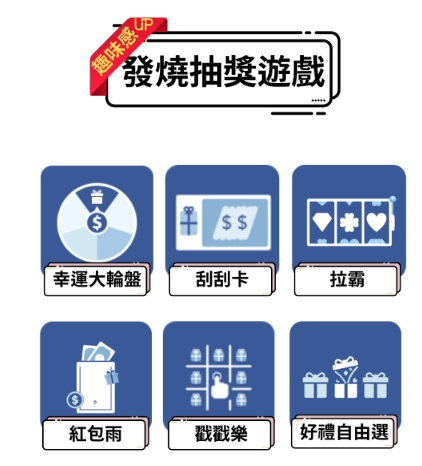 趣味感UP
發燒抽獎遊戲
$
$ $
幸運大輪盤
刮刮卡
拉霸
$
紅包雨
戳戳樂
好禮自由選